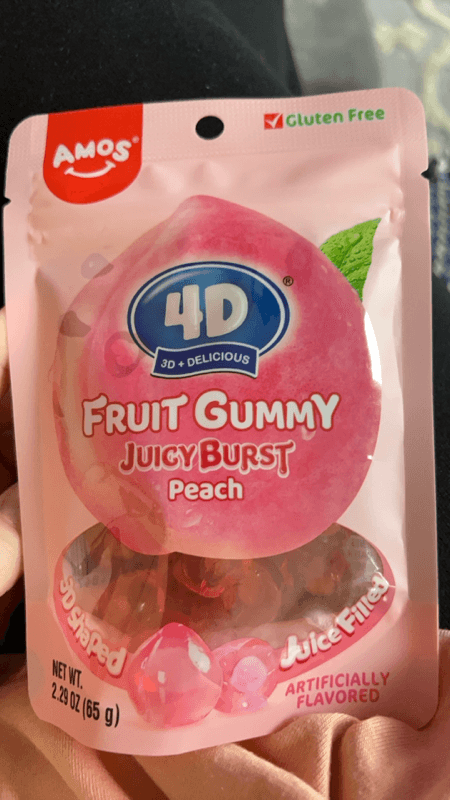 AMOS®
Gluten Free
4D®
3D + DELICIOUS
FRUIT GUMMY
JUICY BURST
Peach
3D Shaped
Juice Filled
NET WT.
2.29 OZ (65 g)
ARTIFICIALLY
FLAVORED